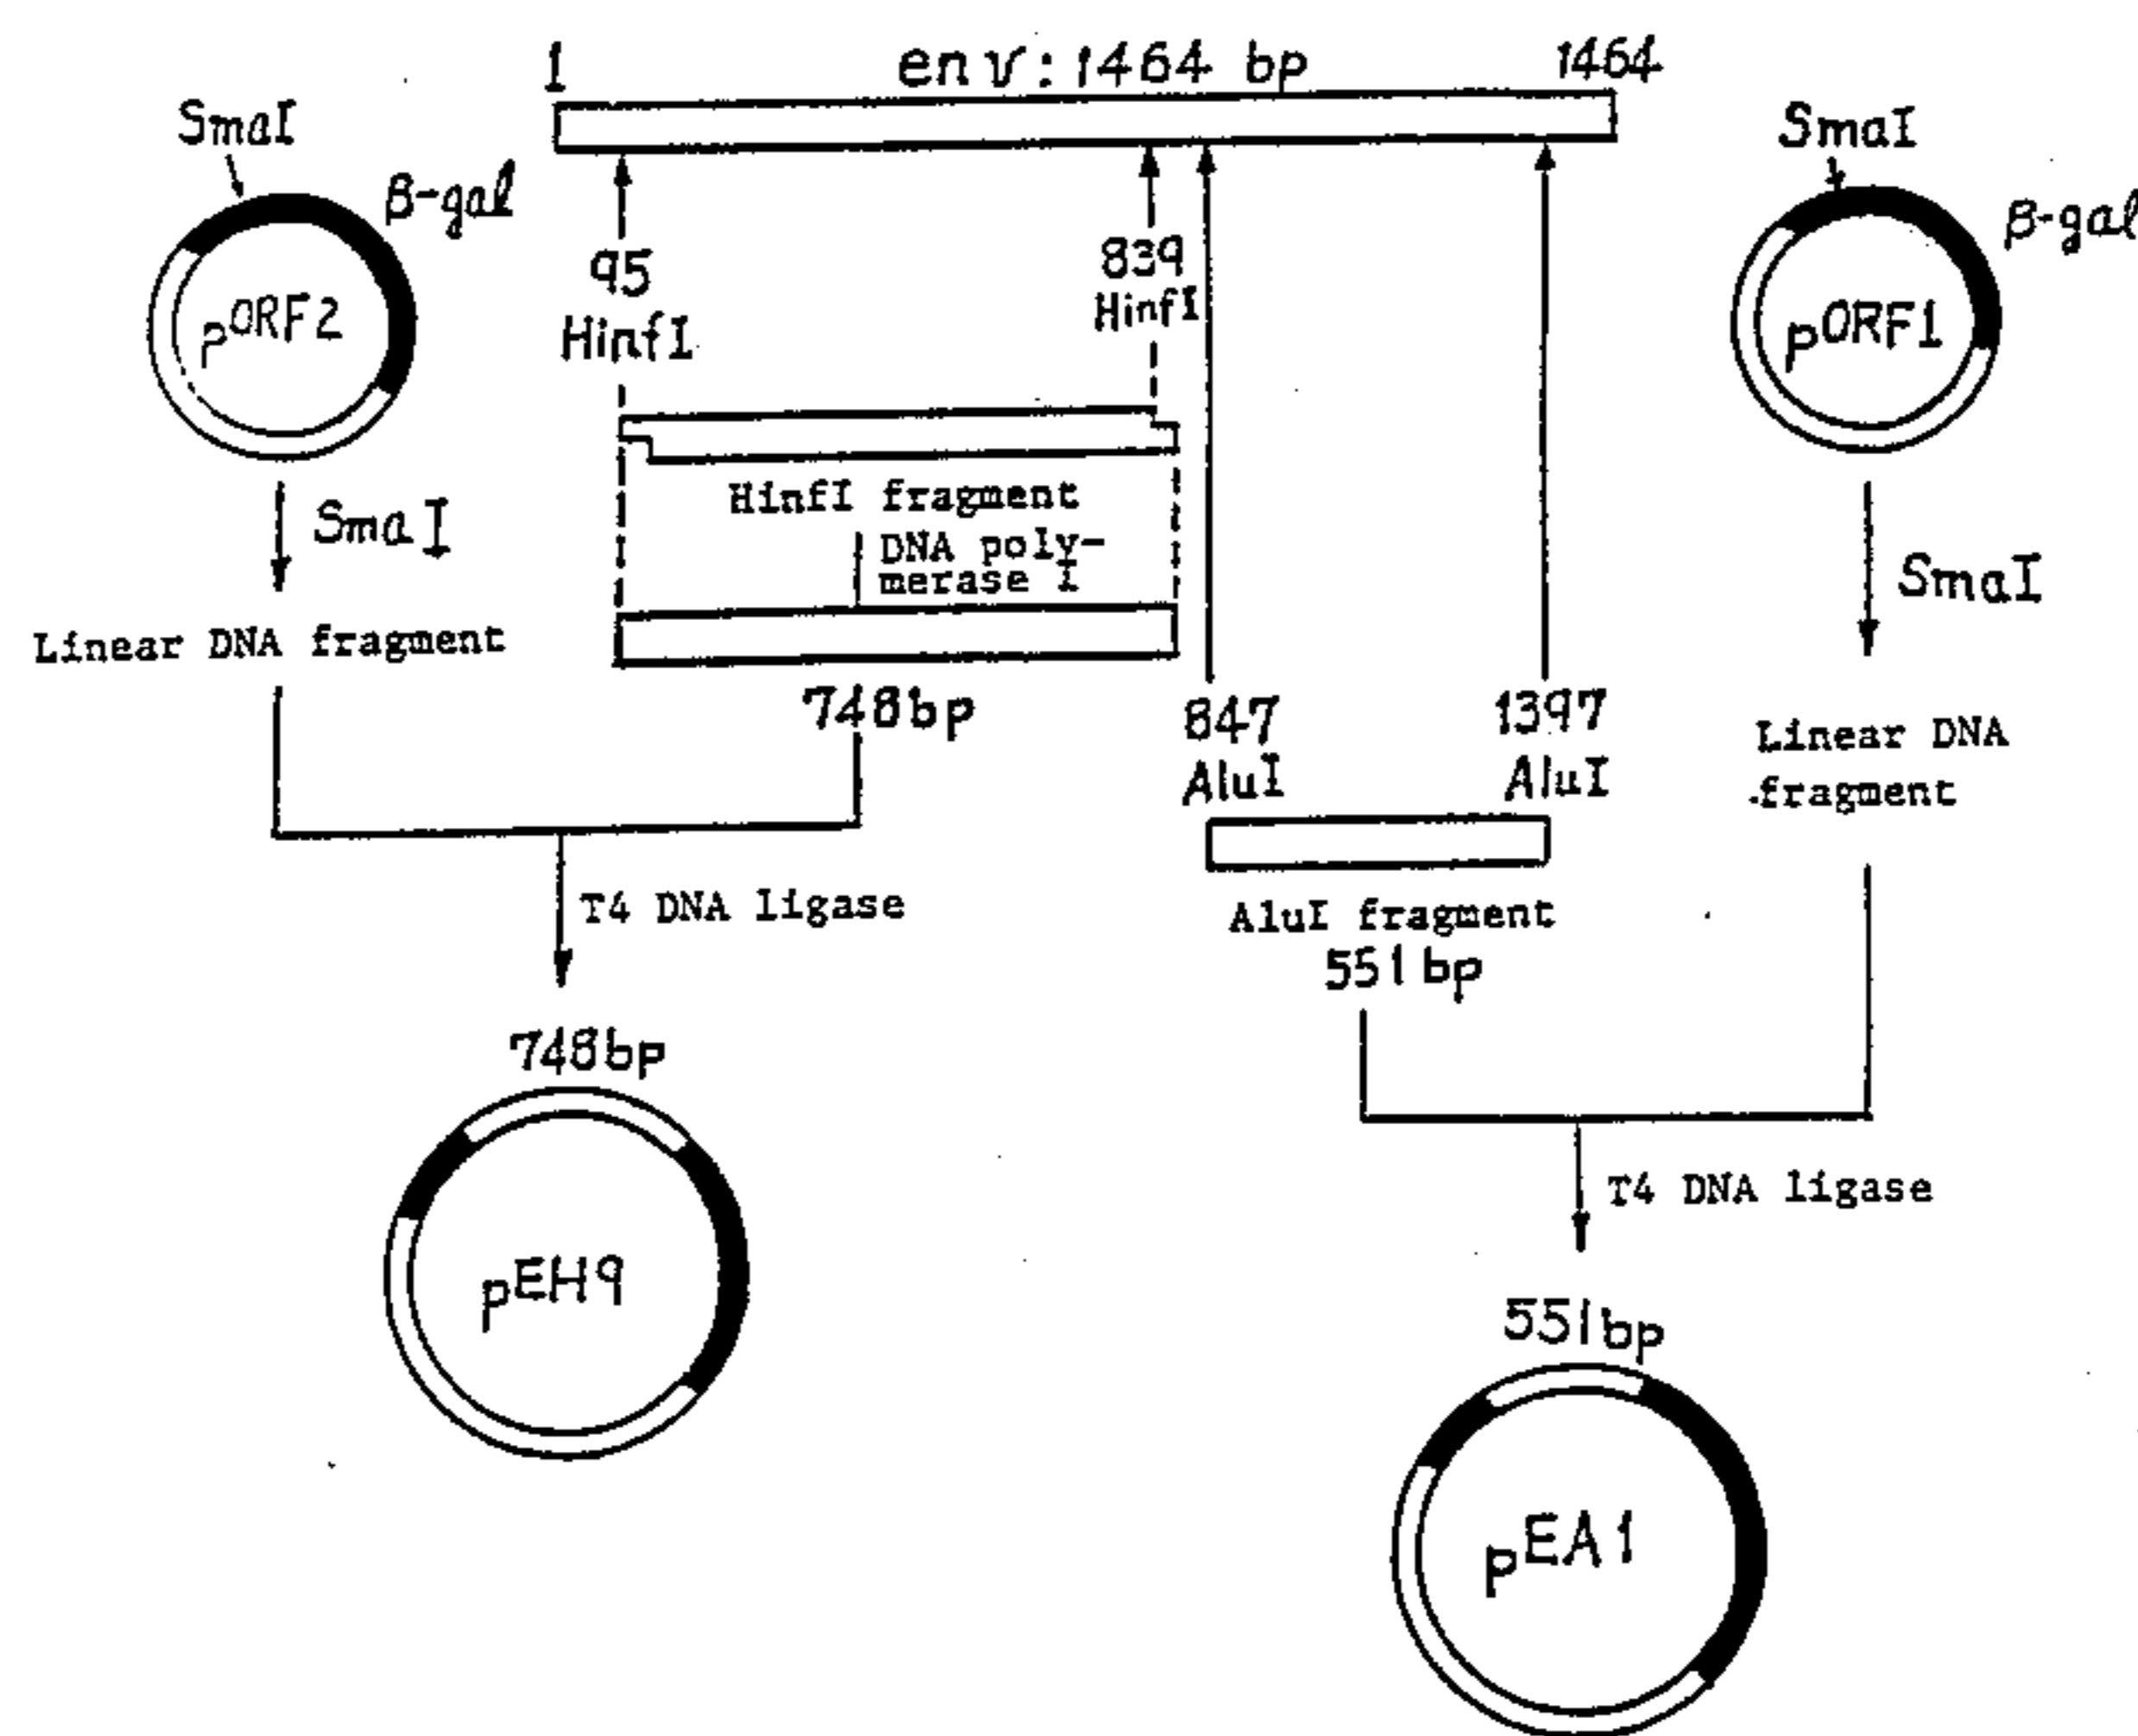 1
env: 1464 bp
1464
SmaI
β-gal
pORF2
SmaI
Linear DNA fragment
95
HinfI
839
HinfI
HinfI fragment
DNA poly-
merase I
748bp
847
AluI
1397
AluI
AluI fragment
551bp
SmaI
β-gal
pORF1
SmaI
Linear DNA
fragment
T4 DNA ligase
748bp
pEH9
T4 DNA ligase
551bp
pEA1